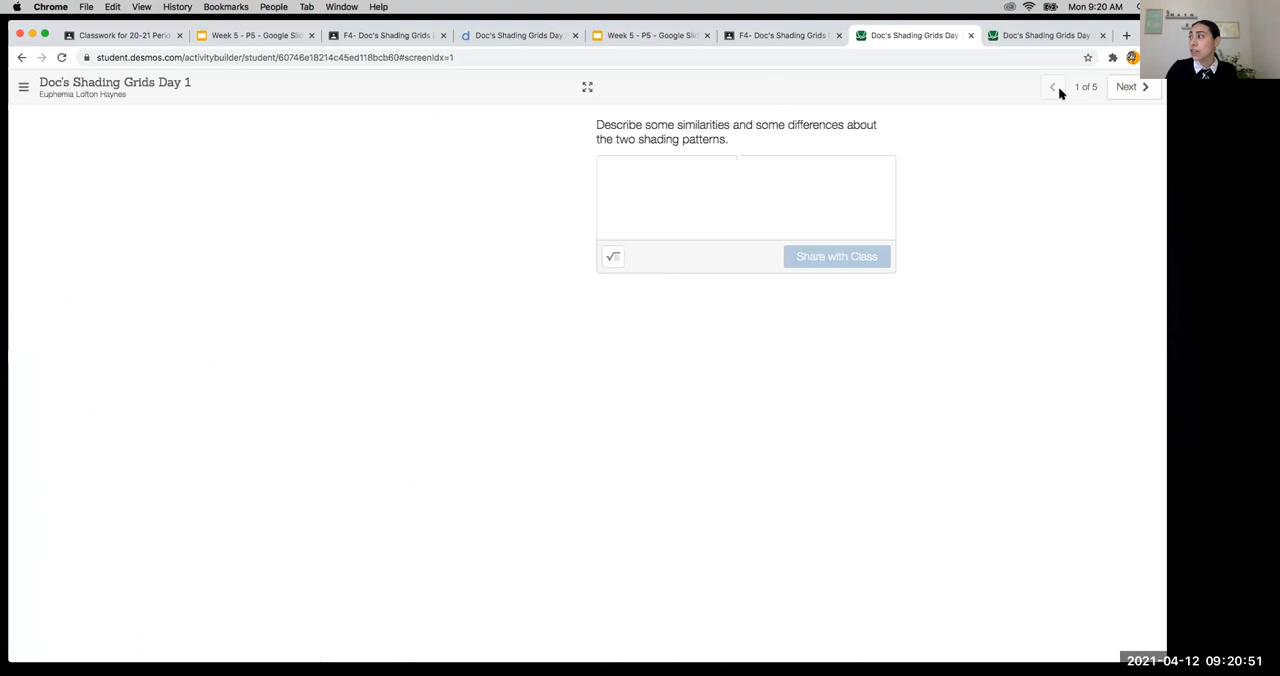 Chrome File Edit View History Bookmarks People Tab Window Help Mon 9:20 AM
Classwork for 20-21 Perio Week 5 - P5 - Google Slid F4- Doc's Shading Grids Doc's Shading Grids Day Week 5 - P5 - Google Slid F4- Doc's Shading Grids Doc's Shading Grids Day Doc's Shading Grids Day
student.desmos.com/activitybuilder/student/60746e18214c45ed118bcb60#screenIdx=1
Doc's Shading Grids Day 1
Euphemia Lofton Haynes
1 of 5 Next
Describe some similarities and some differences about
the two shading patterns.
Share with Class
2021-04-12 09:20:51